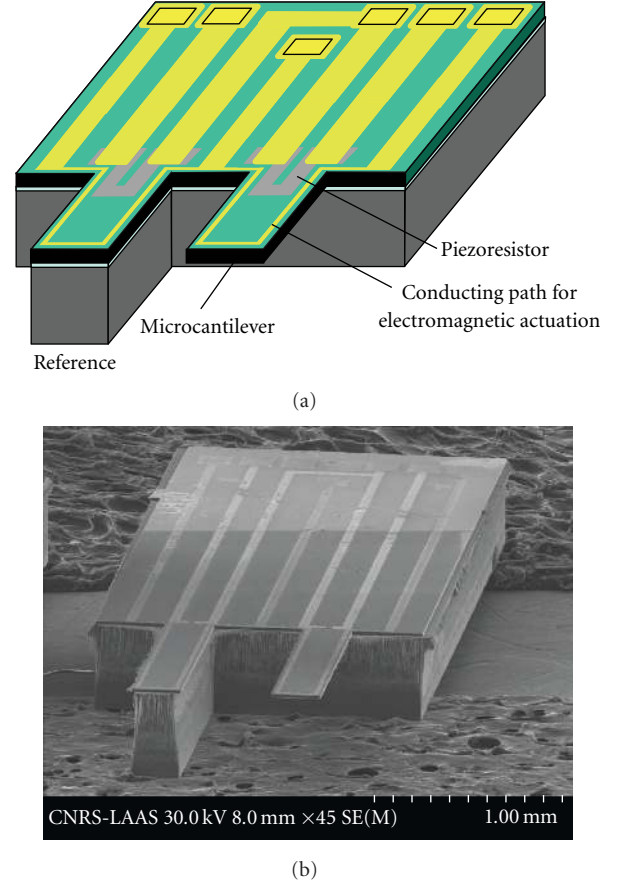 Piezoresistor
Conducting path for
electromagnetic actuation
Microcantilever
Reference
(a)
CNRS-LAAS 30.0 kV 8.0 mm ×45 SE(M)
1.00 mm
(b)